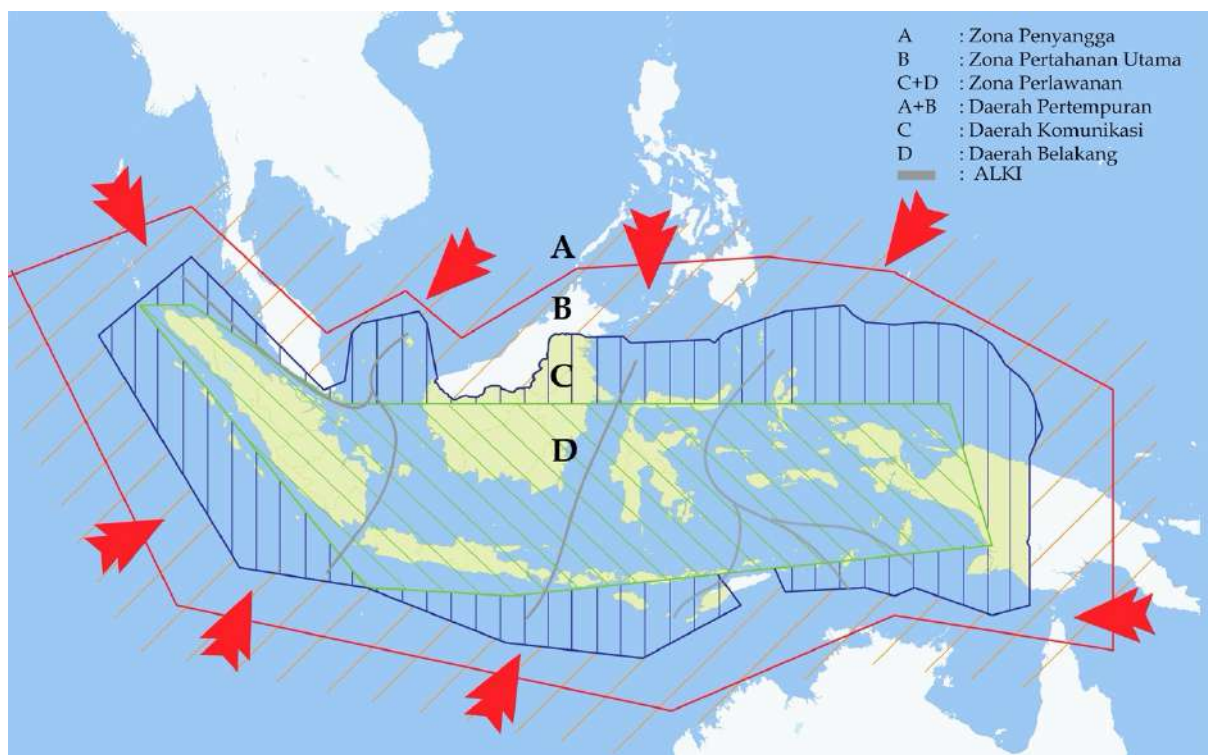 A : Zona Penyangga
B : Zona Pertahanan Utama
C+D : Zona Perlawanan
A+B : Daerah Pertempuran
C : Daerah Komunikasi
D : Daerah Belakang
: ALKI
A
B
C
D